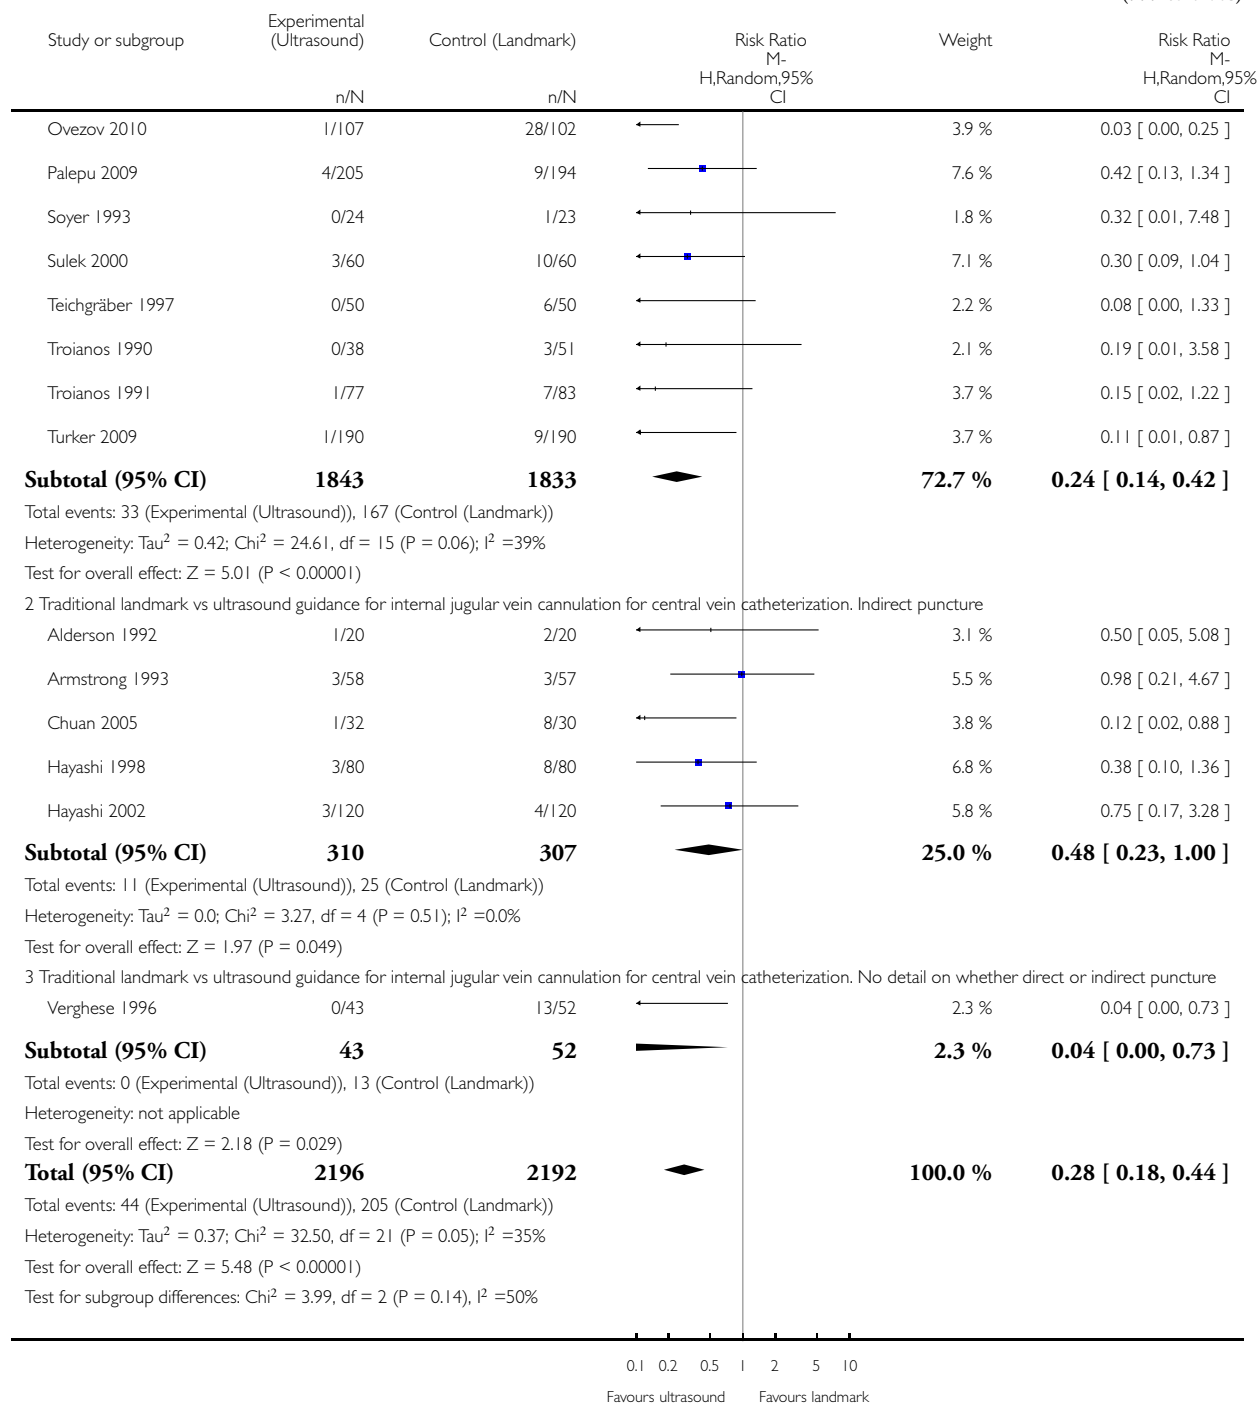 Experimental
Study or subgroup (Ultrasound) Control (Landmark) Risk Ratio Weight Risk Ratio
M- M-
H,Random,95% H,Random,95%
n/N n/N CI CI
Ovezov 2010 1/107 28/102 3.9 % 0.03 [ 0.00, 0.25 ]
Palepu 2009 4/205 9/194 7.6 % 0.42 [ 0.13, 1.34 ]
Soyer 1993 0/24 1/23 1.8 % 0.32 [ 0.01, 7.48 ]
Sulek 2000 3/60 10/60 7.1 % 0.30 [ 0.09, 1.04 ]
Teichgräber 1997 0/50 6/50 2.2 % 0.08 [ 0.00, 1.33 ]
Troianos 1990 0/38 3/51 2.1 % 0.19 [ 0.01, 3.58 ]
Troianos 1991 1/77 7/83 3.7 % 0.15 [ 0.02, 1.22 ]
Turker 2009 1/190 9/190 3.7 % 0.11 [ 0.01, 0.87 ]
Subtotal (95% CI) 1843 1833 72.7 % 0.24 [ 0.14, 0.42 ]
Total events: 33 (Experimental (Ultrasound)), 167 (Control (Landmark))
Heterogeneity: Tau² = 0.42; Chi² = 24.61, df = 15 (P = 0.06); I² =39%
Test for overall effect: Z = 5.01 (P < 0.00001)
2 Traditional landmark vs ultrasound guidance for internal jugular vein cannulation for central vein catheterization. Indirect puncture
Alderson 1992 1/20 2/20 3.1 % 0.50 [ 0.05, 5.08 ]
Armstrong 1993 3/58 3/57 5.5 % 0.98 [ 0.21, 4.67 ]
Chuan 2005 1/32 8/30 3.8 % 0.12 [ 0.02, 0.88 ]
Hayashi 1998 3/80 8/80 6.8 % 0.38 [ 0.10, 1.36 ]
Hayashi 2002 3/120 4/120 5.8 % 0.75 [ 0.17, 3.28 ]
Subtotal (95% CI) 310 307 25.0 % 0.48 [ 0.23, 1.00 ]
Total events: 11 (Experimental (Ultrasound)), 25 (Control (Landmark))
Heterogeneity: Tau² = 0.0; Chi² = 3.27, df = 4 (P = 0.51); I² =0.0%
Test for overall effect: Z = 1.97 (P = 0.049)
3 Traditional landmark vs ultrasound guidance for internal jugular vein cannulation for central vein catheterization. No detail on whether direct or indirect puncture
Verghese 1996 0/43 13/52 2.3 % 0.04 [ 0.00, 0.73 ]
Subtotal (95% CI) 43 52 2.3 % 0.04 [ 0.00, 0.73 ]
Total events: 0 (Experimental (Ultrasound)), 13 (Control (Landmark))
Heterogeneity: not applicable
Test for overall effect: Z = 2.18 (P = 0.029)
Total (95% CI) 2196 2192 100.0 % 0.28 [ 0.18, 0.44 ]
Total events: 44 (Experimental (Ultrasound)), 205 (Control (Landmark))
Heterogeneity: Tau² = 0.37; Chi² = 32.50, df = 21 (P = 0.05); I² =35%
Test for overall effect: Z = 5.48 (P < 0.00001)
Test for subgroup differences: Chi² = 3.99, df = 2 (P = 0.14), I² =50%
0.1 0.2 0.5 1 2 5 10
Favours ultrasound Favours landmark